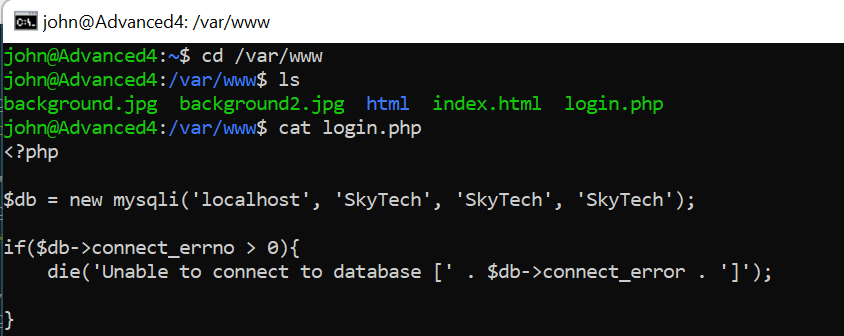 john@Advanced4: /var/www
john@Advanced4:~$ cd /var/www
john@Advanced4:/var/www$ ls
background.jpg  background2.jpg  html  index.html  login.php
john@Advanced4:/var/www$ cat login.php
<?php
$db = new mysqli('localhost', 'SkyTech', 'SkyTech', 'SkyTech');
if($db->connect_errno > 0){
    die('Unable to connect to database [' . $db->connect_error . ']');
}